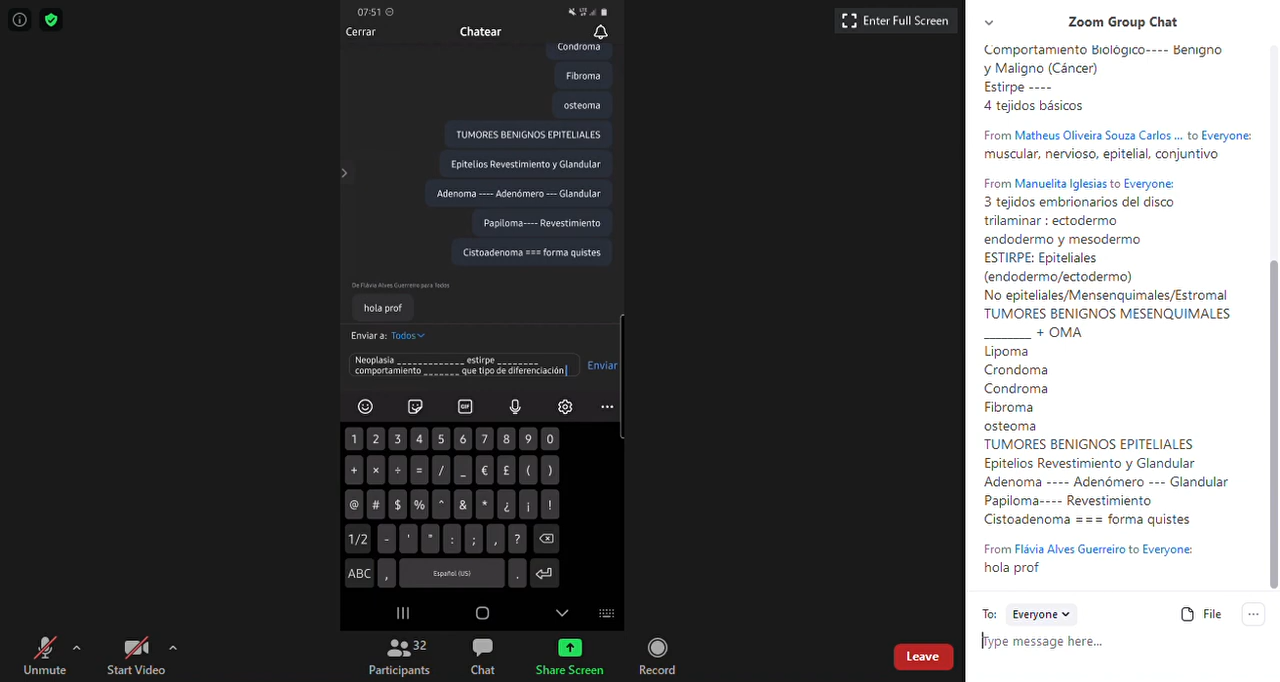 07:51
Cerrar
Chatear
Condroma
Fibroma
osteoma
TUMORES BENIGNOS EPITELIALES
Epitelios Revestimiento y Glandular
Adenoma ---- Adenómero --- Glandular
Papiloma---- Revestimiento
Cistoadenoma === forma quistes
De Flávia Alves Guerreiro para Todos
hola prof
Enviar a: Todos
Neoplasia _____________ estirpe ________
comportamiento _______ que tipo de diferenciación
Enviar
GIF
1 2 3 4 5 6 7 8 9 0
+ × ÷ = / _ € £ ( )
@ # $ % ^ & * ¿ ¡ !
1/2 - ' " : ; , ?
ABC , Español (US) .
Unmute
Start Video
32
Participants
Chat
Share Screen
Record
Leave
Enter Full Screen
Zoom Group Chat
Comportamiento Biológico---- Benigno
y Maligno (Cáncer)
Estirpe ----
4 tejidos básicos
From Matheus Oliveira Souza Carlos ... to Everyone:
muscular, nervioso, epitelial, conjuntivo
From Manuelita Iglesias to Everyone:
3 tejidos embrionarios del disco
trilaminar : ectodermo
endodermo y mesodermo
ESTIRPE: Epiteliales
(endodermo/ectodermo)
No epiteliales/Mensenquimales/Estromal
TUMORES BENIGNOS MESENQUIMALES
_______ + OMA
Lipoma
Crondoma
Condroma
Fibroma
osteoma
TUMORES BENIGNOS EPITELIALES
Epitelios Revestimiento y Glandular
Adenoma ---- Adenómero --- Glandular
Papiloma---- Revestimiento
Cistoadenoma === forma quistes
From Flávia Alves Guerreiro to Everyone:
hola prof
To: Everyone
File
Type message here...